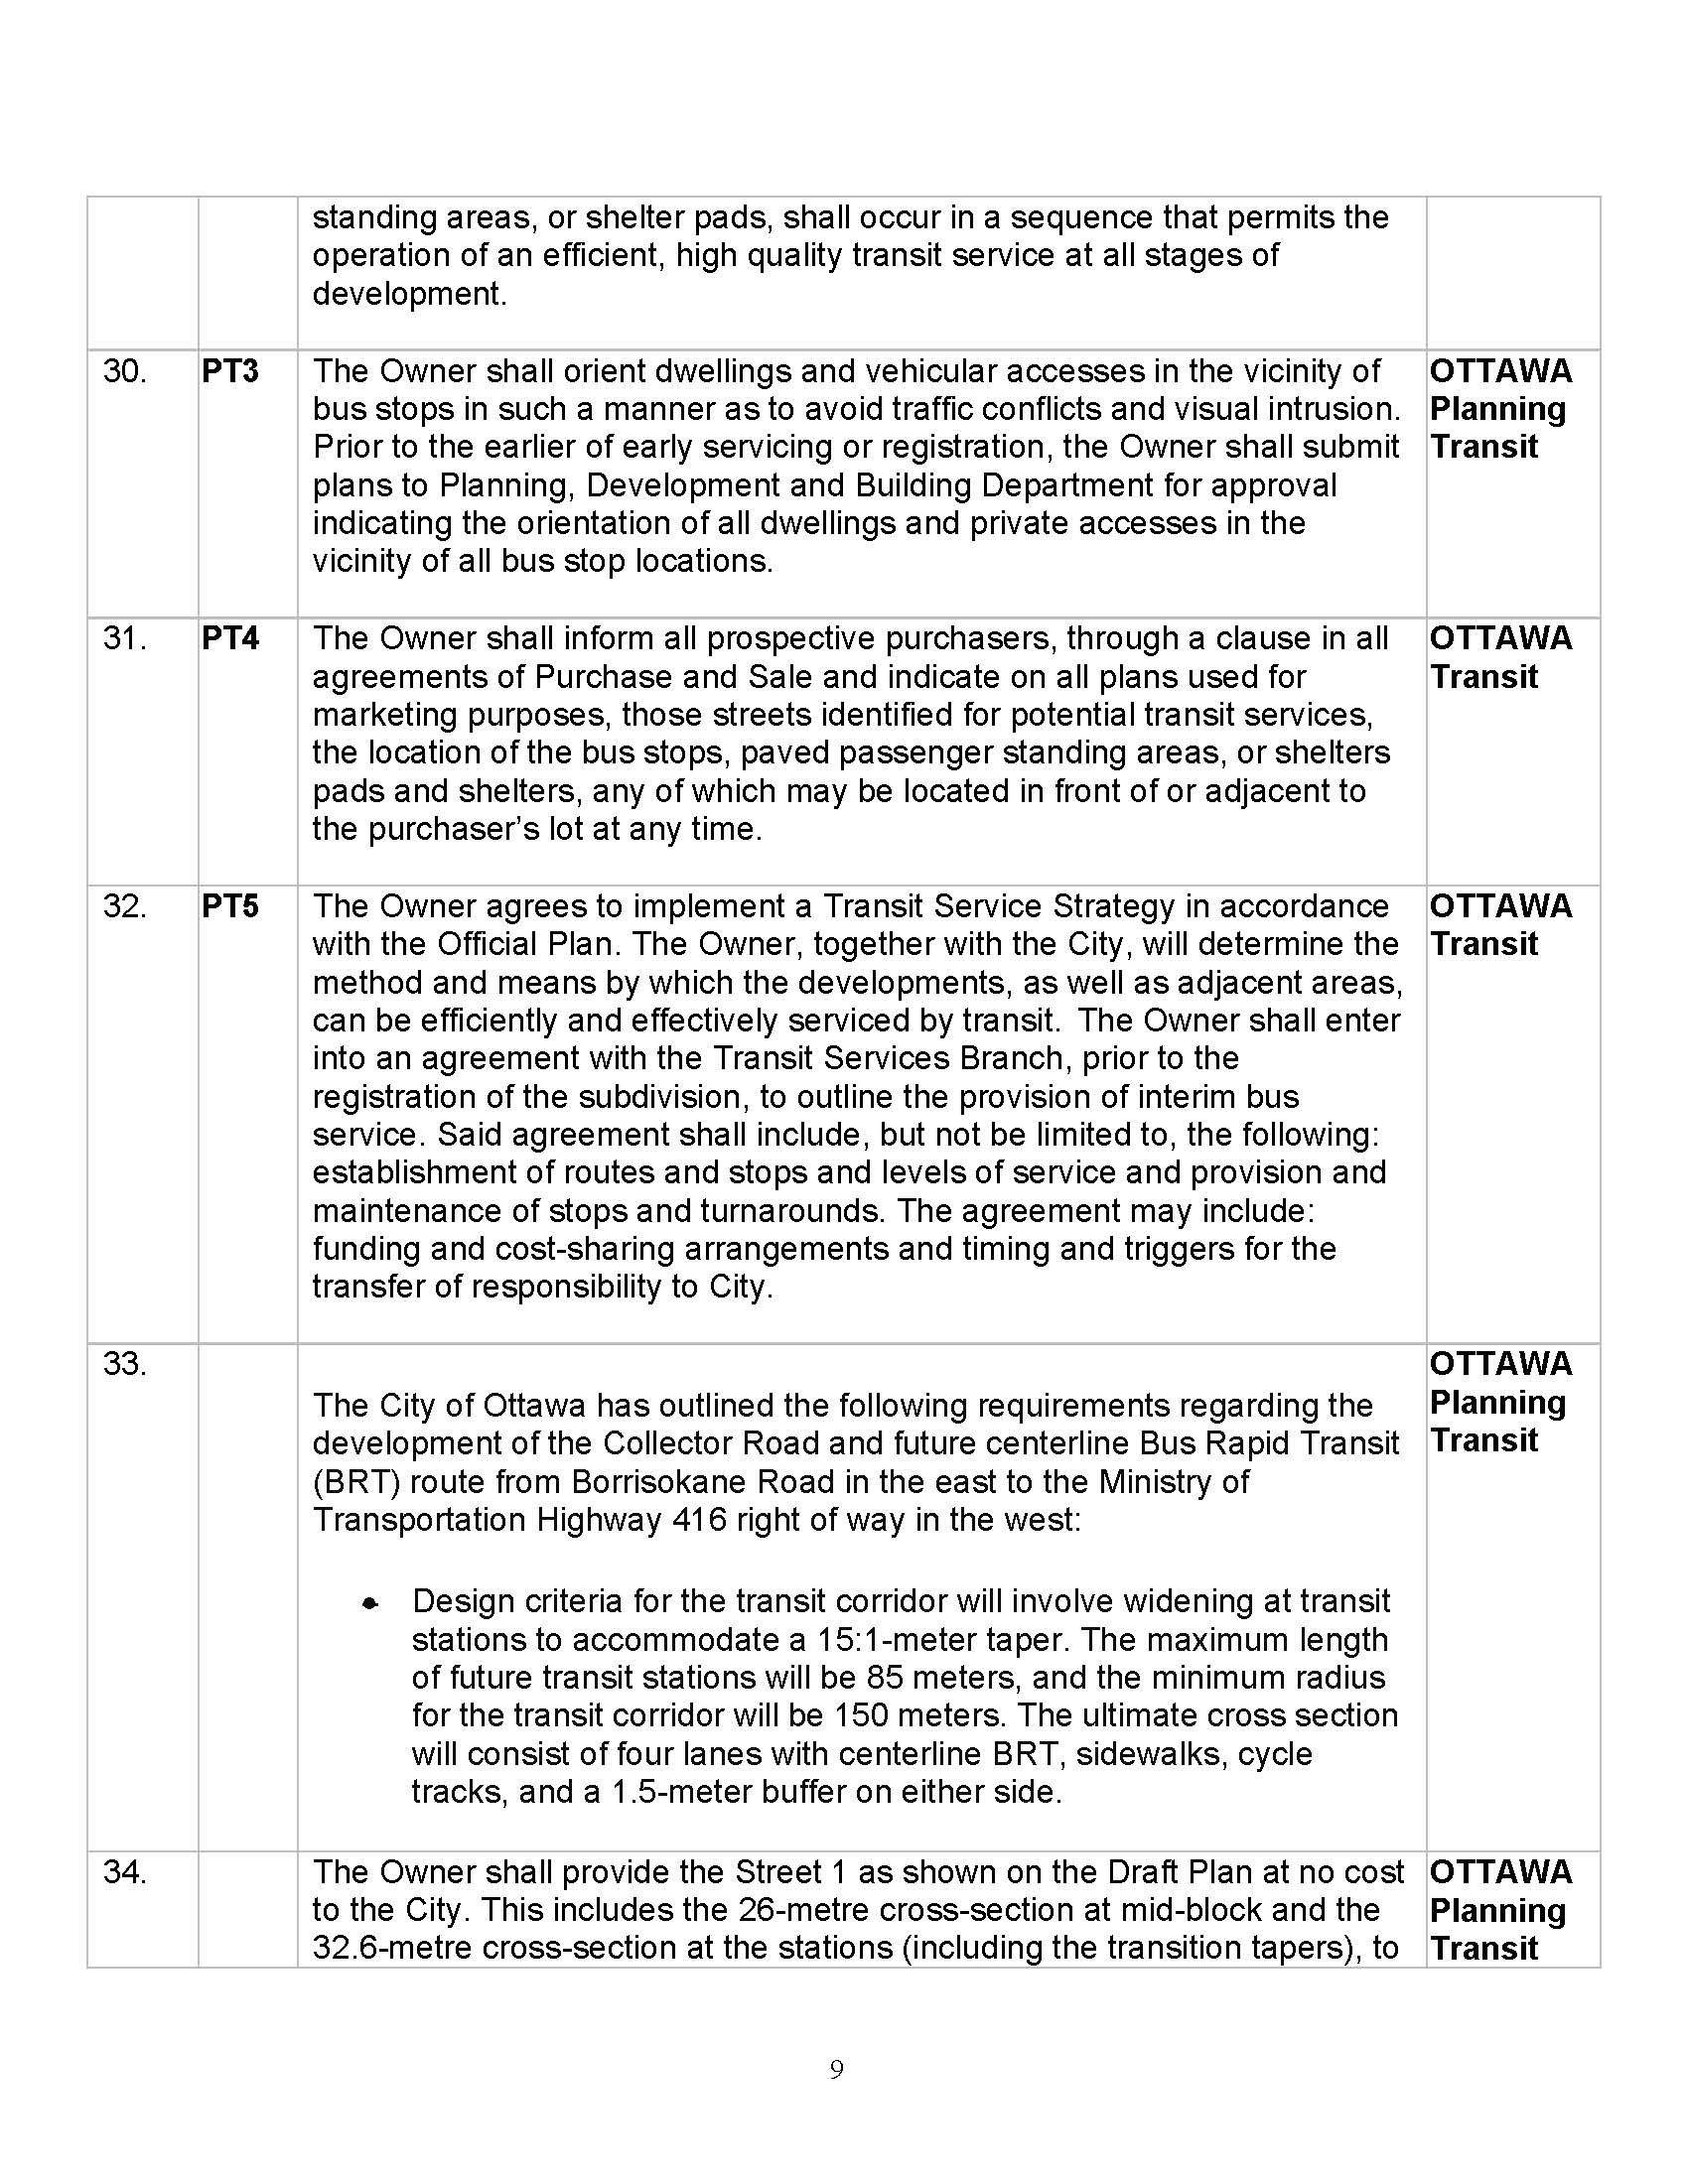 standing areas, or shelter pads, shall occur in a sequence that permits the
operation of an efficient, high quality transit service at all stages of
development.
30. PT3 The Owner shall orient dwellings and vehicular accesses in the vicinity of OTTAWA
bus stops in such a manner as to avoid traffic conflicts and visual intrusion. Planning
Prior to the earlier of early servicing or registration, the Owner shall submit Transit
plans to Planning, Development and Building Department for approval
indicating the orientation of all dwellings and private accesses in the
vicinity of all bus stop locations.
31. PT4 The Owner shall inform all prospective purchasers, through a clause in all OTTAWA
agreements of Purchase and Sale and indicate on all plans used for Transit
marketing purposes, those streets identified for potential transit services,
the location of the bus stops, paved passenger standing areas, or shelters
pads and shelters, any of which may be located in front of or adjacent to
the purchaser’s lot at any time.
32. PT5 The Owner agrees to implement a Transit Service Strategy in accordance OTTAWA
with the Official Plan. The Owner, together with the City, will determine the Transit
method and means by which the developments, as well as adjacent areas,
can be efficiently and effectively serviced by transit. The Owner shall enter
into an agreement with the Transit Services Branch, prior to the
registration of the subdivision, to outline the provision of interim bus
service. Said agreement shall include, but not be limited to, the following:
establishment of routes and stops and levels of service and provision and
maintenance of stops and turnarounds. The agreement may include:
funding and cost-sharing arrangements and timing and triggers for the
transfer of responsibility to City.
33. OTTAWA
The City of Ottawa has outlined the following requirements regarding the Planning
development of the Collector Road and future centerline Bus Rapid Transit Transit
(BRT) route from Borrisokane Road in the east to the Ministry of
Transportation Highway 416 right of way in the west:
• Design criteria for the transit corridor will involve widening at transit
stations to accommodate a 15:1-meter taper. The maximum length
of future transit stations will be 85 meters, and the minimum radius
for the transit corridor will be 150 meters. The ultimate cross section
will consist of four lanes with centerline BRT, sidewalks, cycle
tracks, and a 1.5-meter buffer on either side.
34. The Owner shall provide the Street 1 as shown on the Draft Plan at no cost OTTAWA
to the City. This includes the 26-metre cross-section at mid-block and the Planning
32.6-metre cross-section at the stations (including the transition tapers), to Transit
9